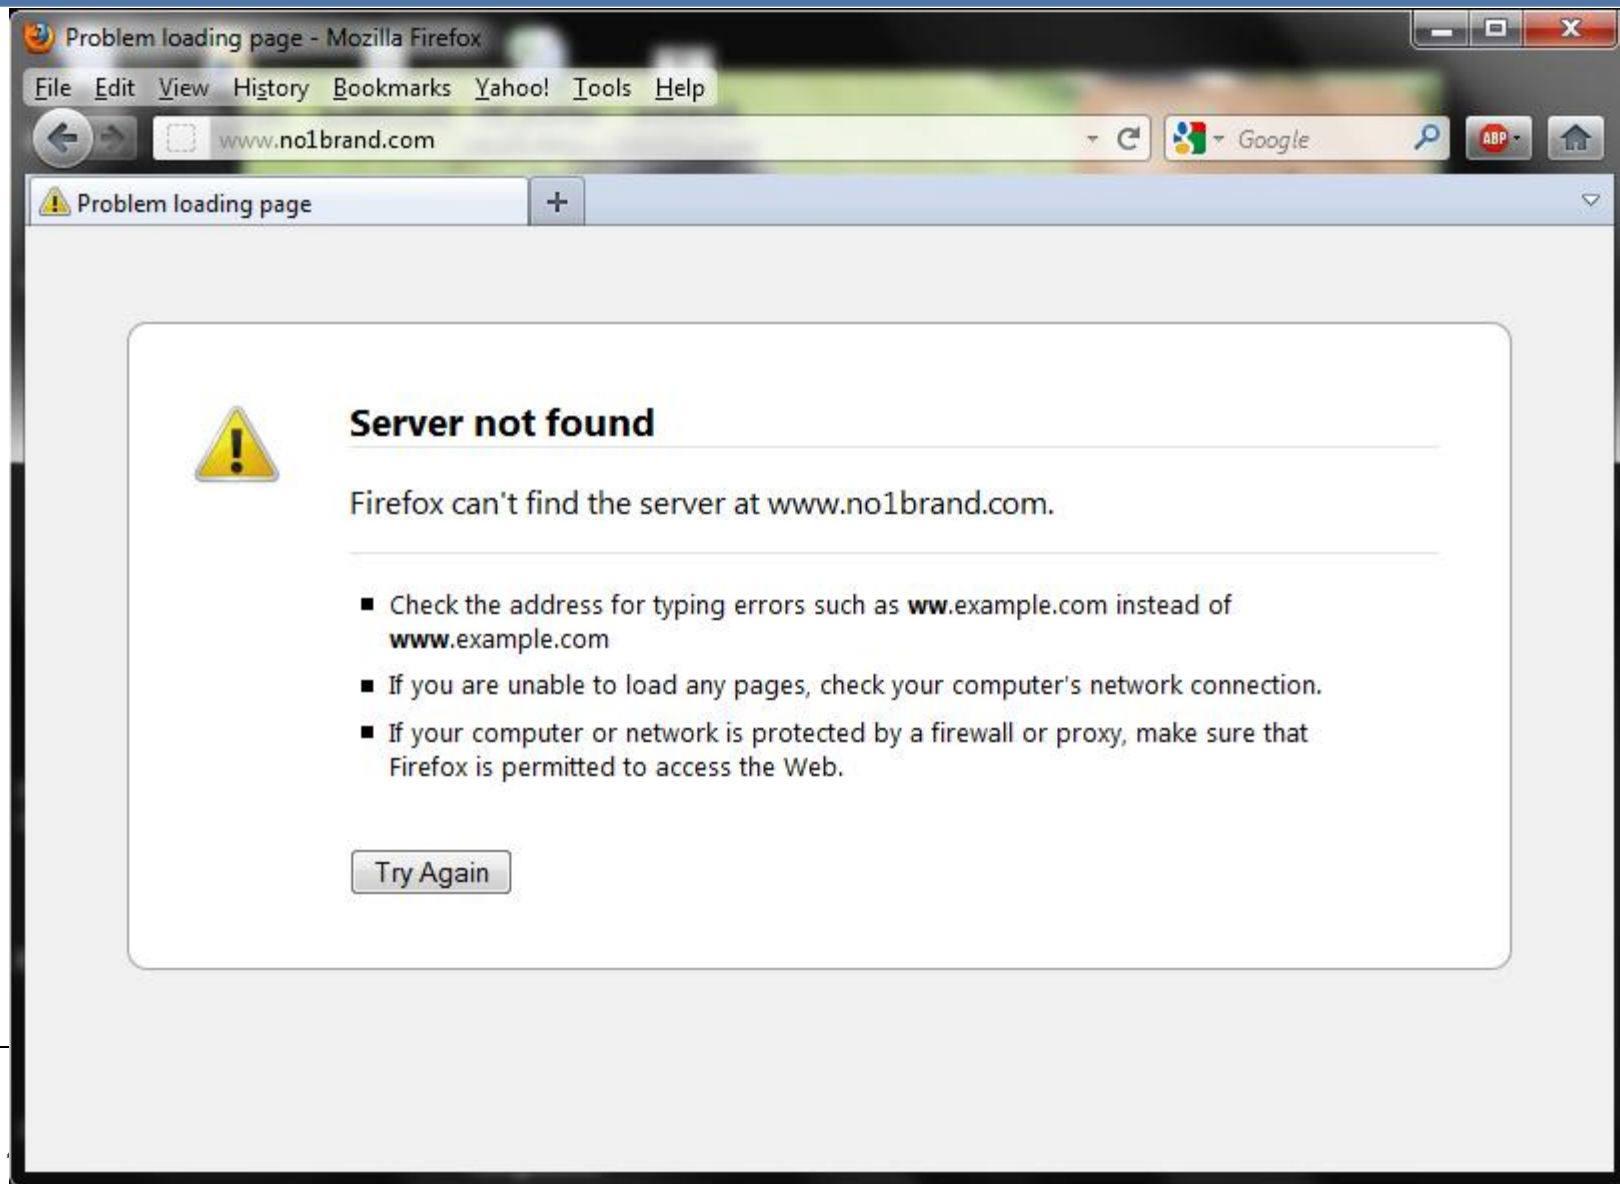 Problem loading page - Mozilla Firefox
File Edit View History Bookmarks Yahoo! Tools Help
www.no1brand.com Google ABP
Problem loading page +
Server not found
Firefox can't find the server at www.no1brand.com.
Check the address for typing errors such as ww.example.com instead of
www.example.com
If you are unable to load any pages, check your computer's network connection.
If your computer or network is protected by a firewall or proxy, make sure that
Firefox is permitted to access the Web.
Try Again